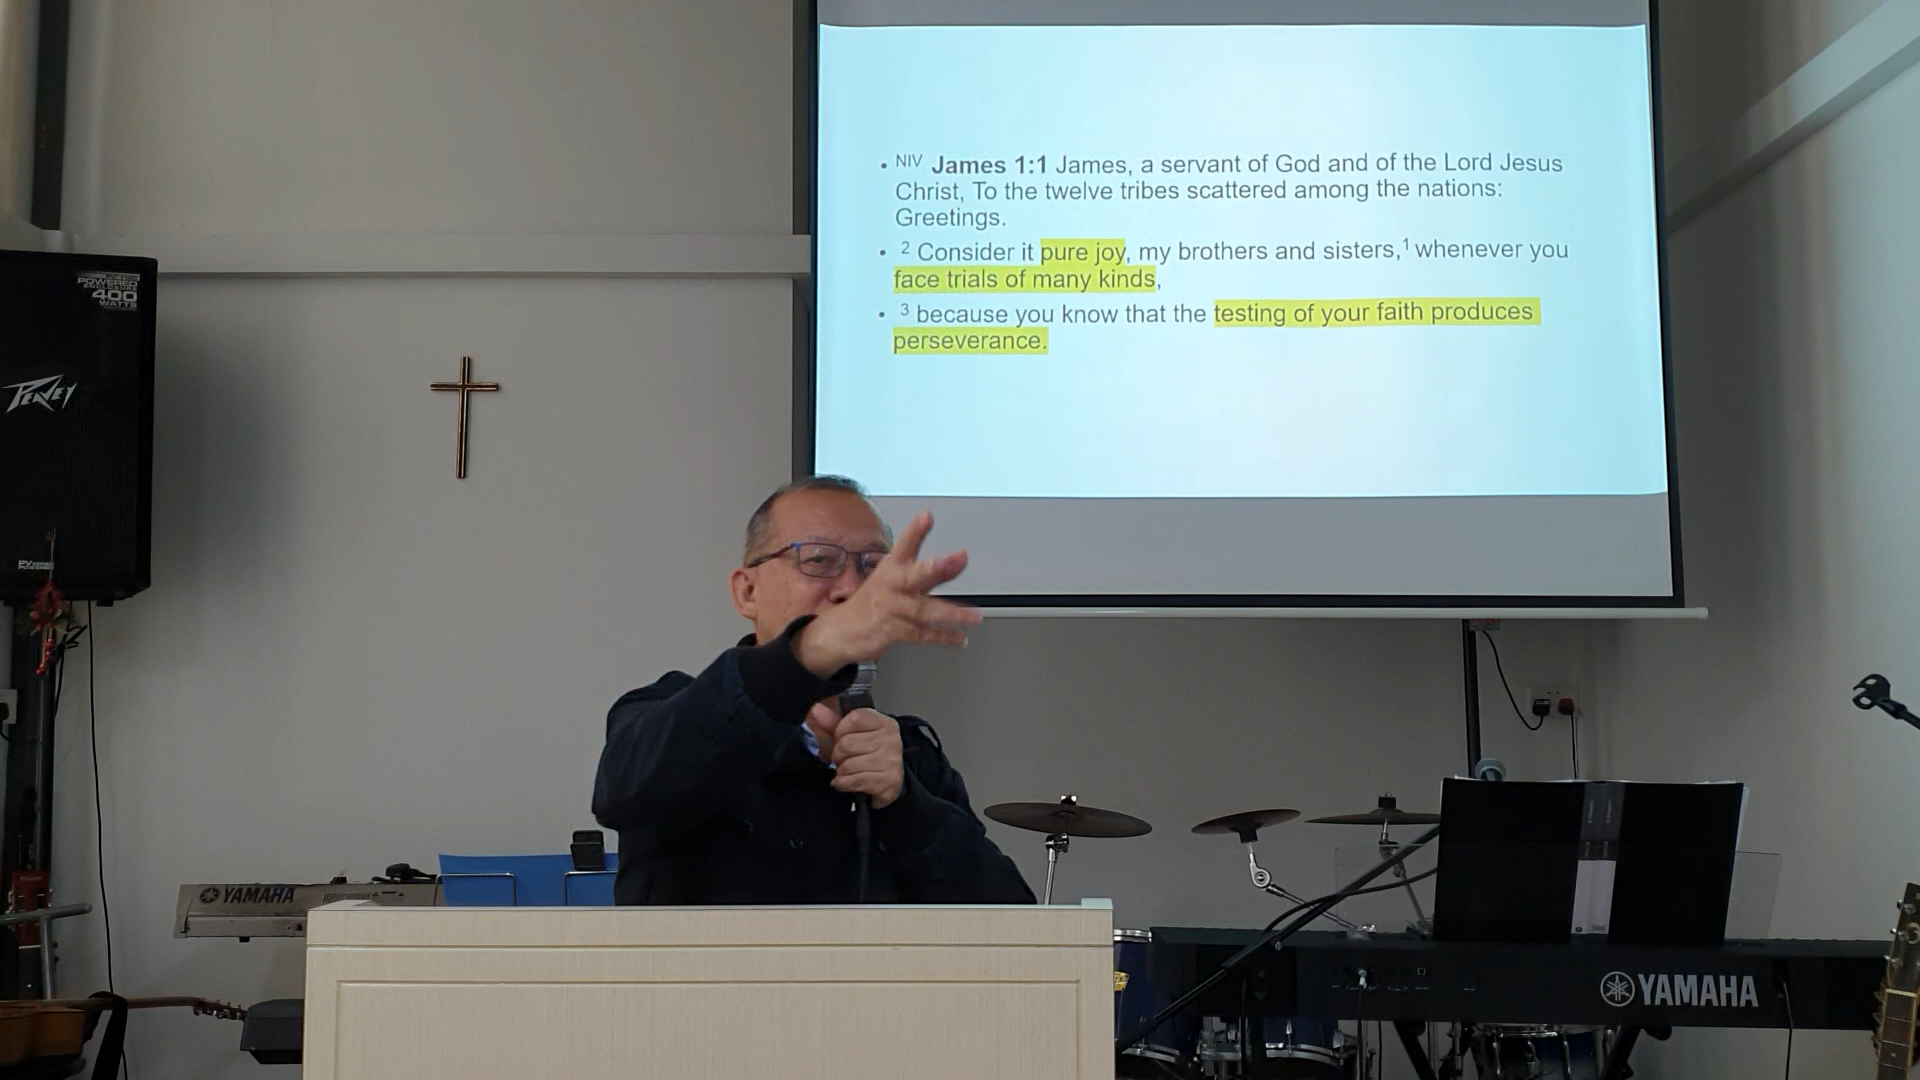 • NIV James 1:1 James, a servant of God and of the Lord Jesus
Christ, To the twelve tribes scattered among the nations:
Greetings.
• 2 Consider it pure joy, my brothers and sisters,1 whenever you
face trials of many kinds,
• 3 because you know that the testing of your faith produces
perseverance.
POWERED
ENCLOSURE
400
WATTS
PEAVEY
YAMAHA
YAMAHA